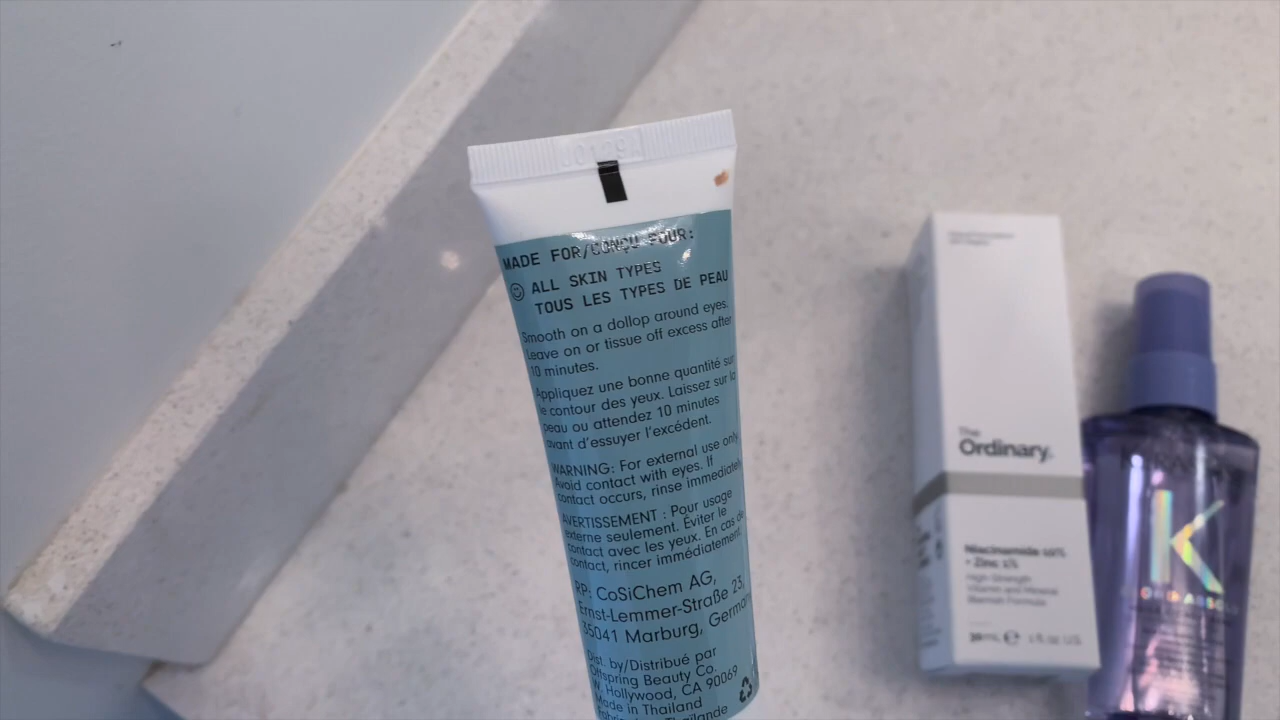 MADE FOR/CONÇU POUR:
ALL SKIN TYPES
TOUS LES TYPES DE PEAU
Smooth on a dollop around eyes.
Leave on or tissue off excess after
10 minutes.
Appliquez une bonne quantité sur
le contour des yeux. Laissez sur la
peau ou attendez 10 minutes
avant d'essuyer l'excédent.
WARNING: For external use only.
Avoid contact with eyes. If
contact occurs, rinse immediately
AVERTISSEMENT : Pour usage
externe seulement. Éviter le
contact avec les yeux. En cas de
contact, rincer immédiatement.
RP: CoSiChem AG,
Ernst-Lemmer-Straße 23,
35041 Marburg, German
Dist. by/Distribué par
Offspring Beauty Co.
W. Hollywood, CA 90069
Made in Thailand
The
Ordinary.
Niacinamide 10%
+ Zinc 1%
High-Strength
Vitamin and Mineral
Blemish Formula
30mL ℮ 1 fl. oz US
K